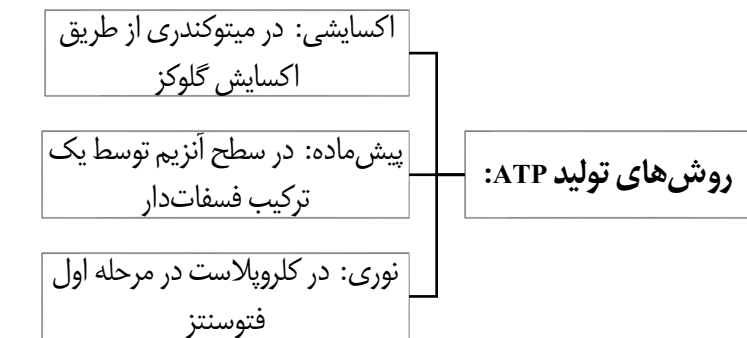 روش‌های تولید ATP:
اکسایشی: در میتوکندری از طریق
اکسایش گلوکز
پیش‌ماده: در سطح آنزیم توسط یک
ترکیب فسفات‌دار
نوری: در کلروپلاست در مرحله اول
فتوسنتز